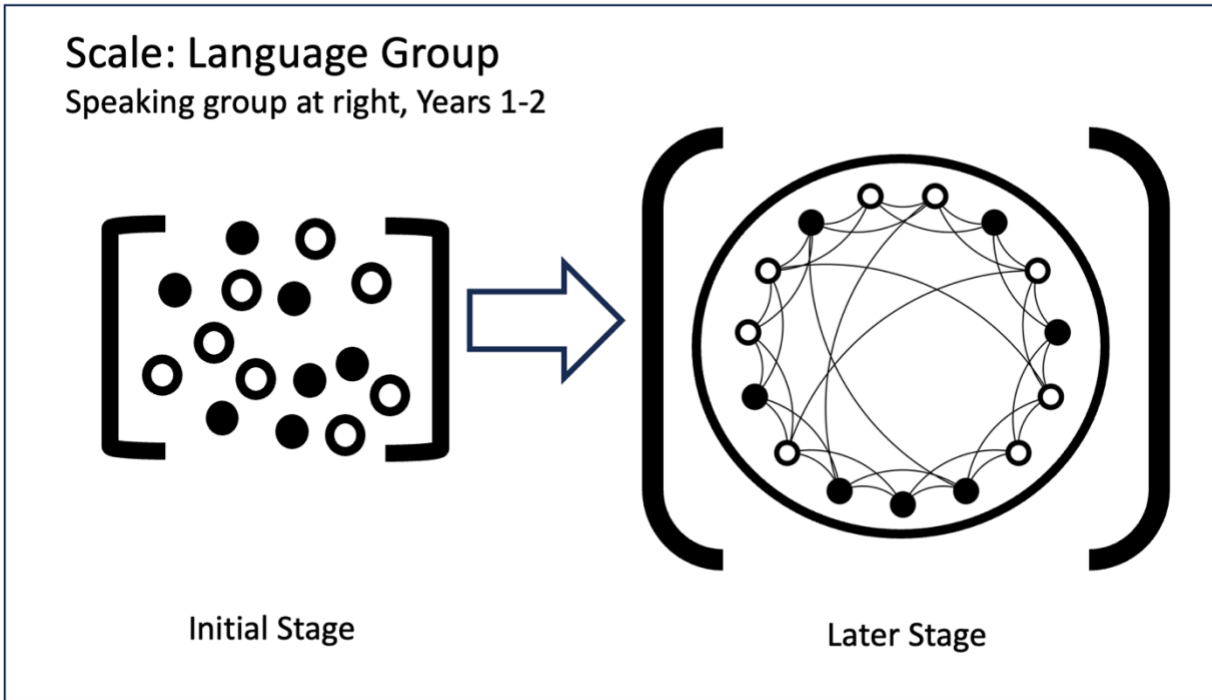 Scale: Language Group
Speaking group at right, Years 1-2
Initial Stage
Later Stage